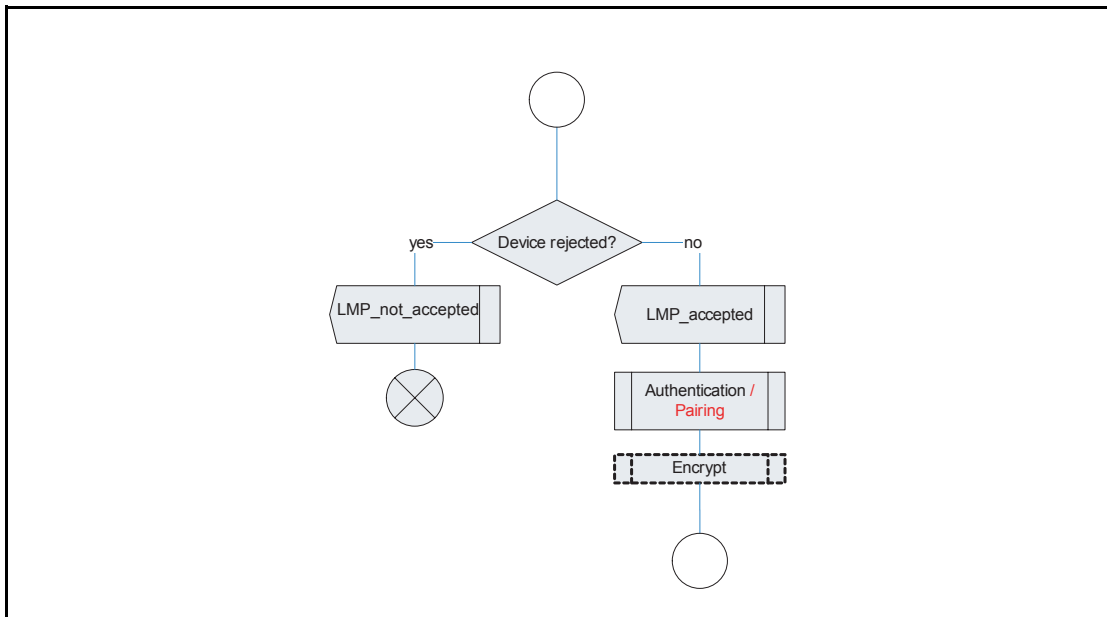 Device rejected?
yes
no
LMP_not_accepted
LMP_accepted
Authentication /
Pairing
Encrypt